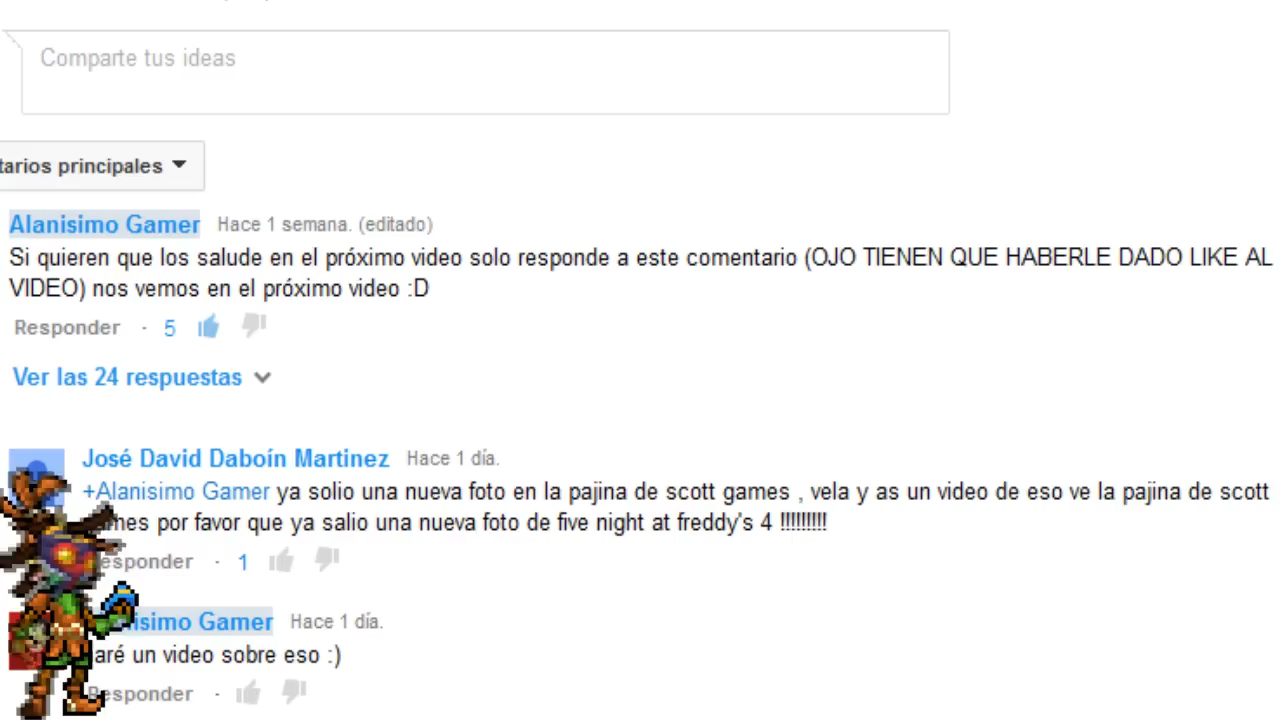 Comparte tus ideas
tarios principales
Alanisimo Gamer Hace 1 semana. (editado)
Si quieren que los salude en el próximo video solo responde a este comentario (OJO TIENEN QUE HABERLE DADO LIKE AL
VIDEO) nos vemos en el próximo video :D
Responder · 5
Ver las 24 respuestas
José David Daboín Martinez Hace 1 día.
+Alanisimo Gamer ya solio una nueva foto en la pajina de scott games , vela y as un video de eso ve la pajina de scott
mes por favor que ya salio una nueva foto de five night at freddy's 4 !!!!!!!!!
esponder · 1
isimo Gamer Hace 1 día.
aré un video sobre eso :)
Responder ·